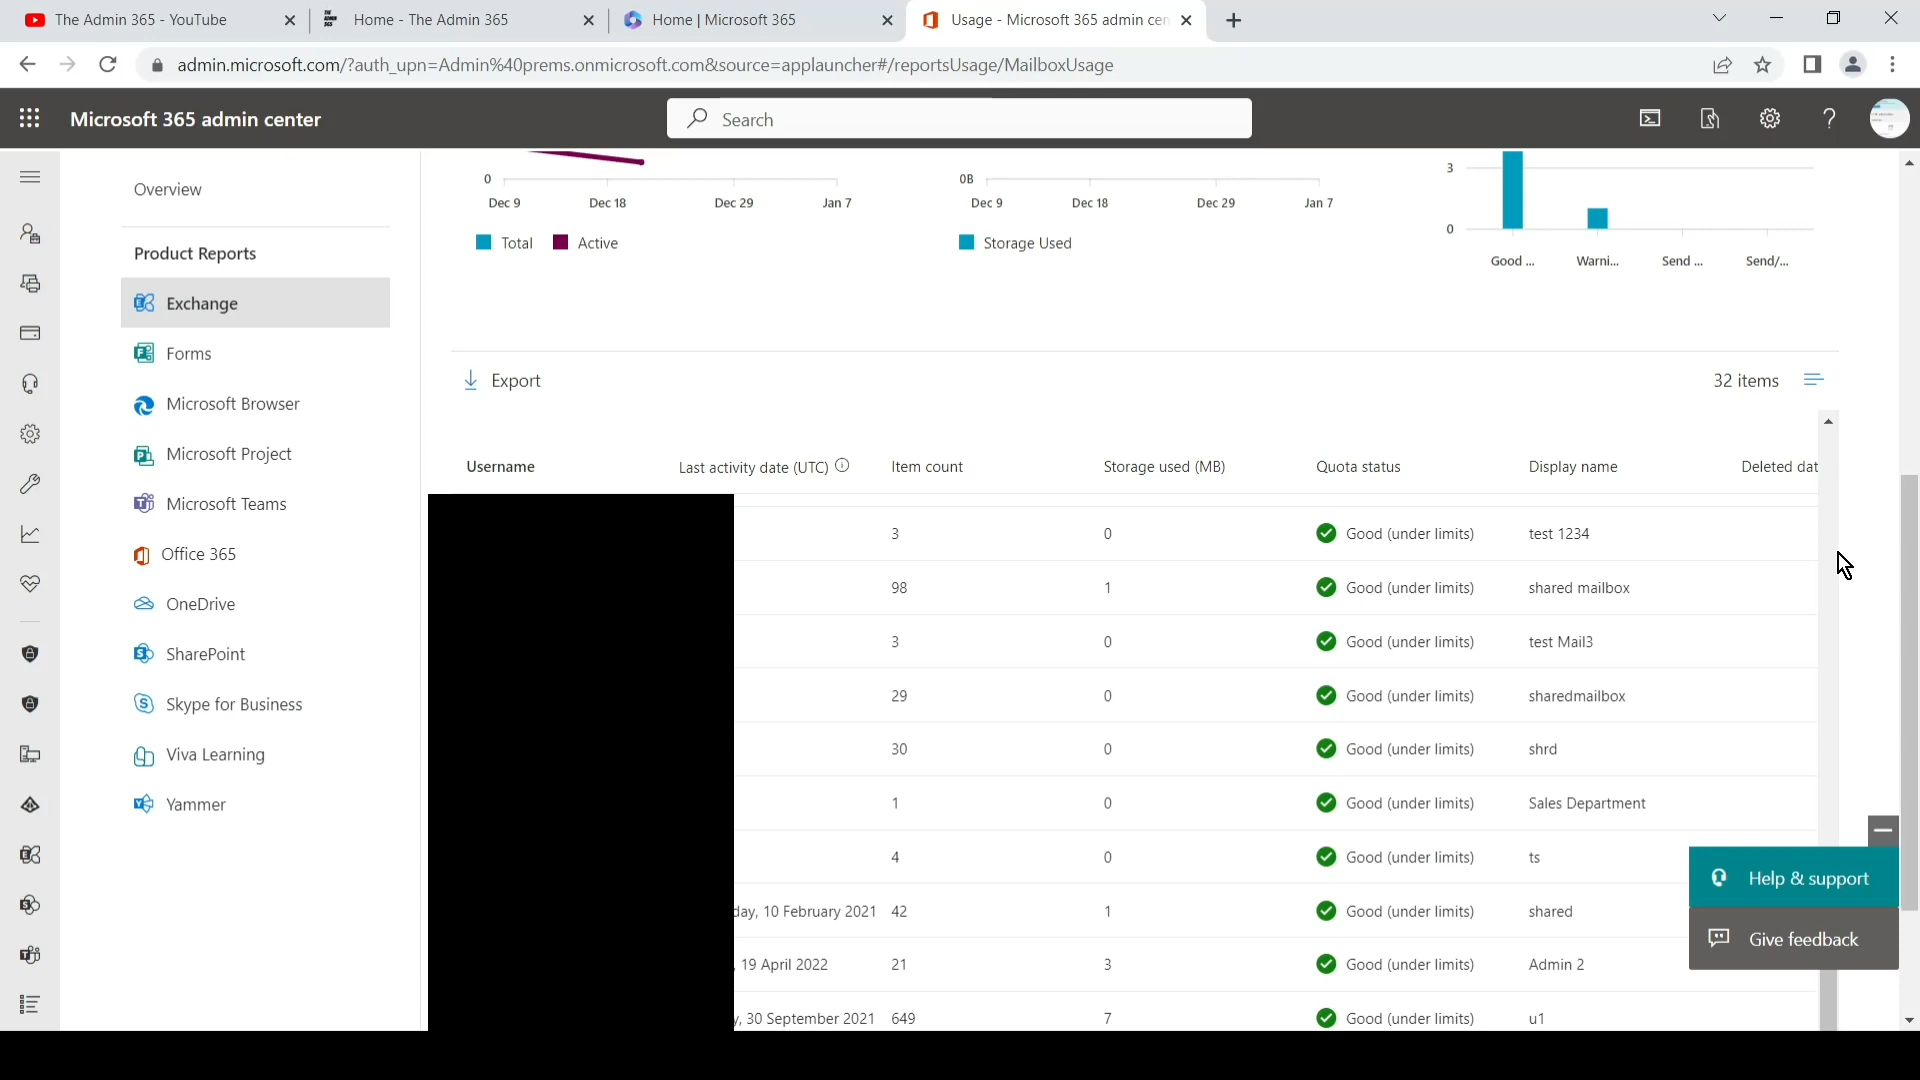 The Admin 365 - YouTube
Home - The Admin 365
Home | Microsoft 365
Usage - Microsoft 365 admin cen
admin.microsoft.com/?auth_upn=Admin%40prems.onmicrosoft.com&source=applauncher#/reportsUsage/MailboxUsage
Microsoft 365 admin center
Search
Overview
Product Reports
Exchange
Forms
Microsoft Browser
Microsoft Project
Microsoft Teams
Office 365
OneDrive
SharePoint
Skype for Business
Viva Learning
Yammer
0
Dec 9 Dec 18 Dec 29 Jan 7
Total Active
0B
Dec 9 Dec 18 Dec 29 Jan 7
Storage Used
3
0
Good ... Warni... Send ... Send/...
Export
32 items
Username Last activity date (UTC) Item count Storage used (MB) Quota status Display name Deleted dat
3 0 Good (under limits) test 1234
98 1 Good (under limits) shared mailbox
3 0 Good (under limits) test Mail3
29 0 Good (under limits) sharedmailbox
30 0 Good (under limits) shrd
1 0 Good (under limits) Sales Department
4 0 Good (under limits) ts
day, 10 February 2021 42 1 Good (under limits) shared
, 19 April 2022 21 3 Good (under limits) Admin 2
y, 30 September 2021 649 7 Good (under limits) u1
Help & support
Give feedback